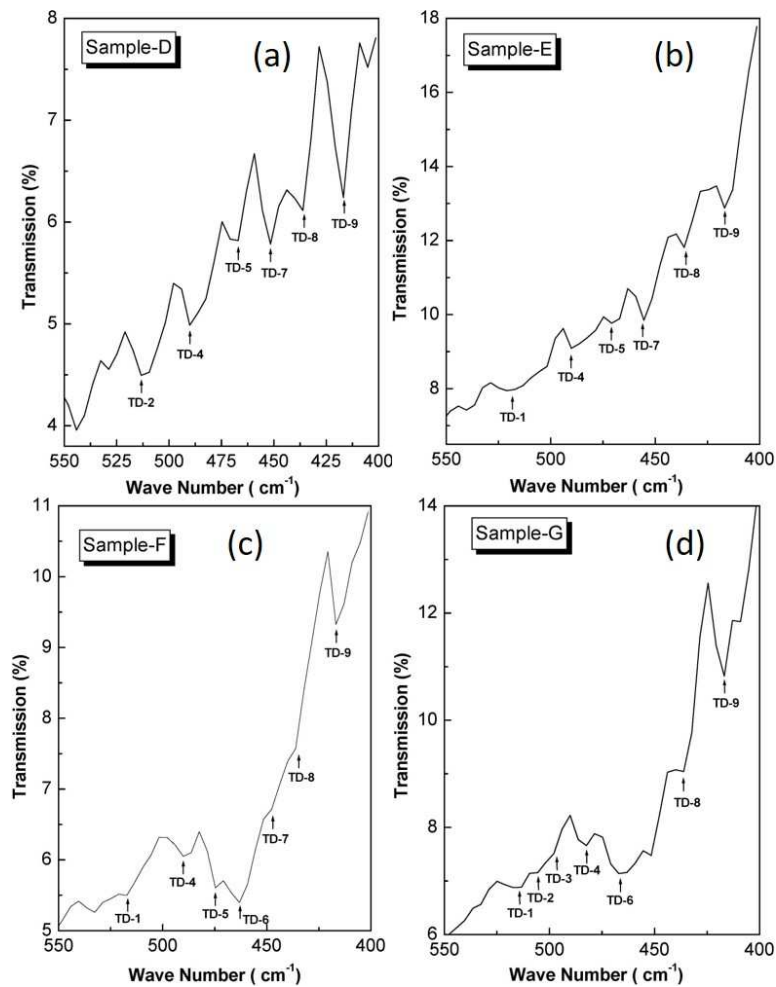 Sample-D
(a)
8
7
6
5
4
Transmission (%)
TD-2
TD-4
TD-5
TD-7
TD-8
TD-9
550
525
500
475
450
425
400
Wave Number ( cm-1)
Sample-E
(b)
18
16
14
12
10
8
Transmission (%)
TD-1
TD-4
TD-5
TD-7
TD-8
TD-9
550
500
450
400
Wave Number ( cm-1)
Sample-F
(c)
11
10
9
8
7
6
5
Transmission (%)
TD-1
TD-4
TD-5
TD-6
TD-7
TD-8
TD-9
550
500
450
400
Wave Number ( cm-1)
Sample-G
(d)
14
12
10
8
6
Transmission (%)
TD-1
TD-2
TD-3
TD-4
TD-6
TD-8
TD-9
550
500
450
400
Wave Number ( cm-1)